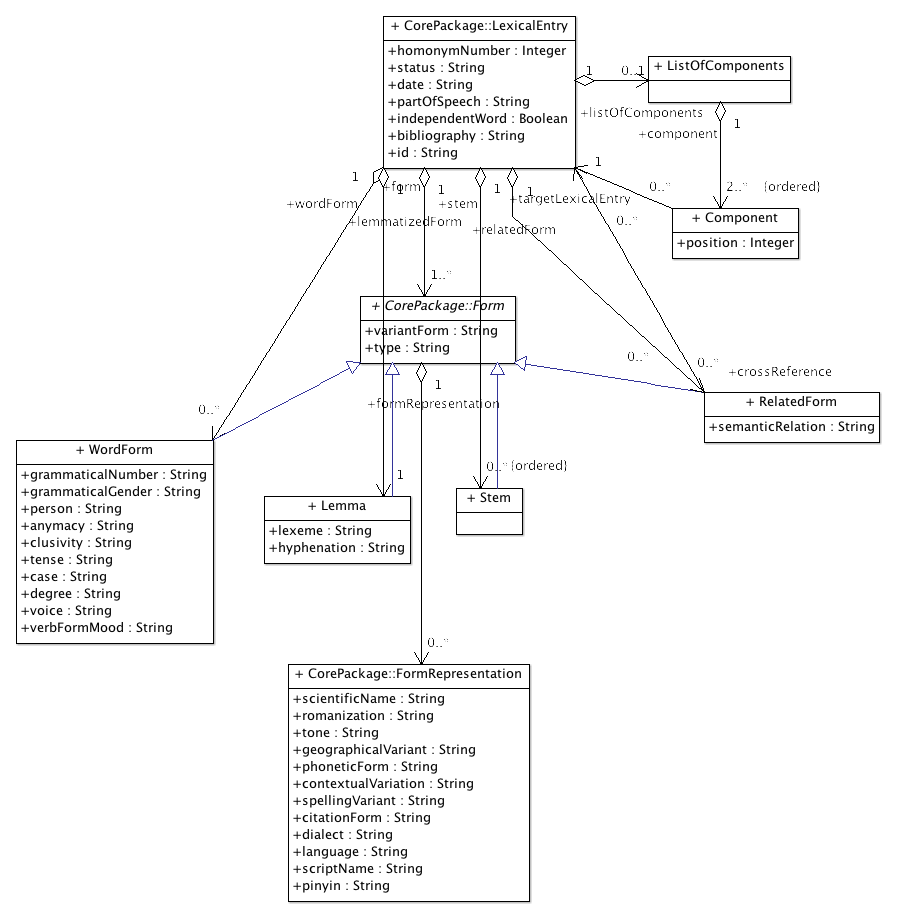 + CorePackage::LexicalEntry
+homonymNumber : Integer
+status : String
+date : String
+partOfSpeech : String
+independentWord : Boolean
+bibliography : String
+id : String
1
0..1
+ ListOfComponents
+listOfComponents
+component
1
1
0..*
2..*
(ordered)
+ Component
+position : Integer
1
+form
1
1
1
1
+wordForm
+stem
+targetLexicalEntry
+lemmatizedForm
+relatedForm
0..*
1..*
+ CorePackage::Form
+variantForm : String
+type : String
0..*
0..*
+crossReference
1
+formRepresentation
+ RelatedForm
+semanticRelation : String
0..*
+ WordForm
+grammaticalNumber : String
+grammaticalGender : String
+person : String
+anymacy : String
+clusivity : String
+tense : String
+case : String
+degree : String
+voice : String
+verbFormMood : String
1
0..*
(ordered)
+ Lemma
+lexeme : String
+hyphenation : String
+ Stem
0..*
+ CorePackage::FormRepresentation
+scientificName : String
+romanization : String
+tone : String
+geographicalVariant : String
+phoneticForm : String
+contextualVariation : String
+spellingVariant : String
+citationForm : String
+dialect : String
+language : String
+scriptName : String
+pinyin : String